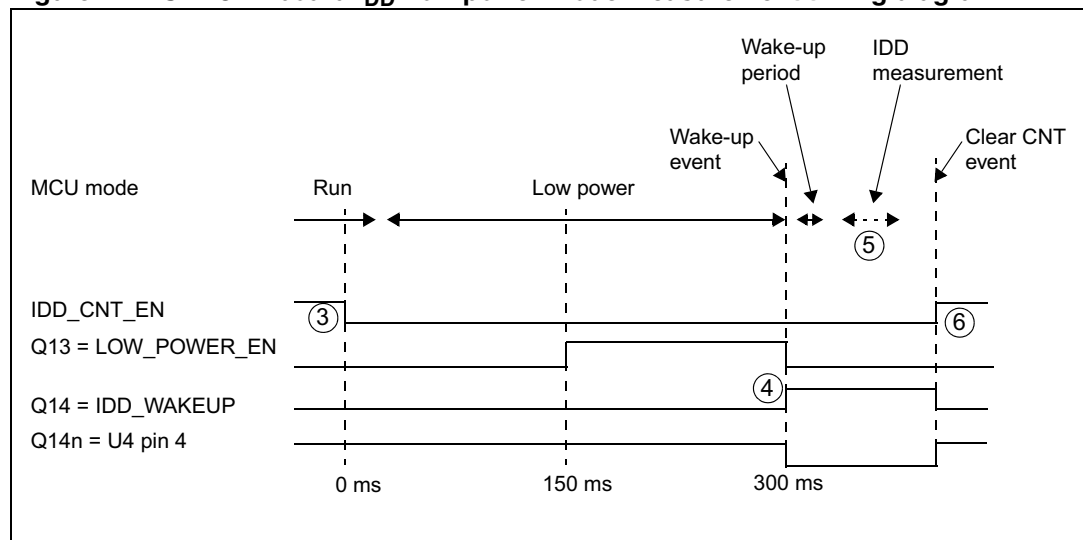 Wake-up period
IDD measurement
Wake-up event
Clear CNT event
MCU mode
Run
Low power
5
IDD_CNT_EN
3
6
Q13 = LOW_POWER_EN
4
Q14 = IDD_WAKEUP
Q14n = U4 pin 4
0 ms
150 ms
300 ms